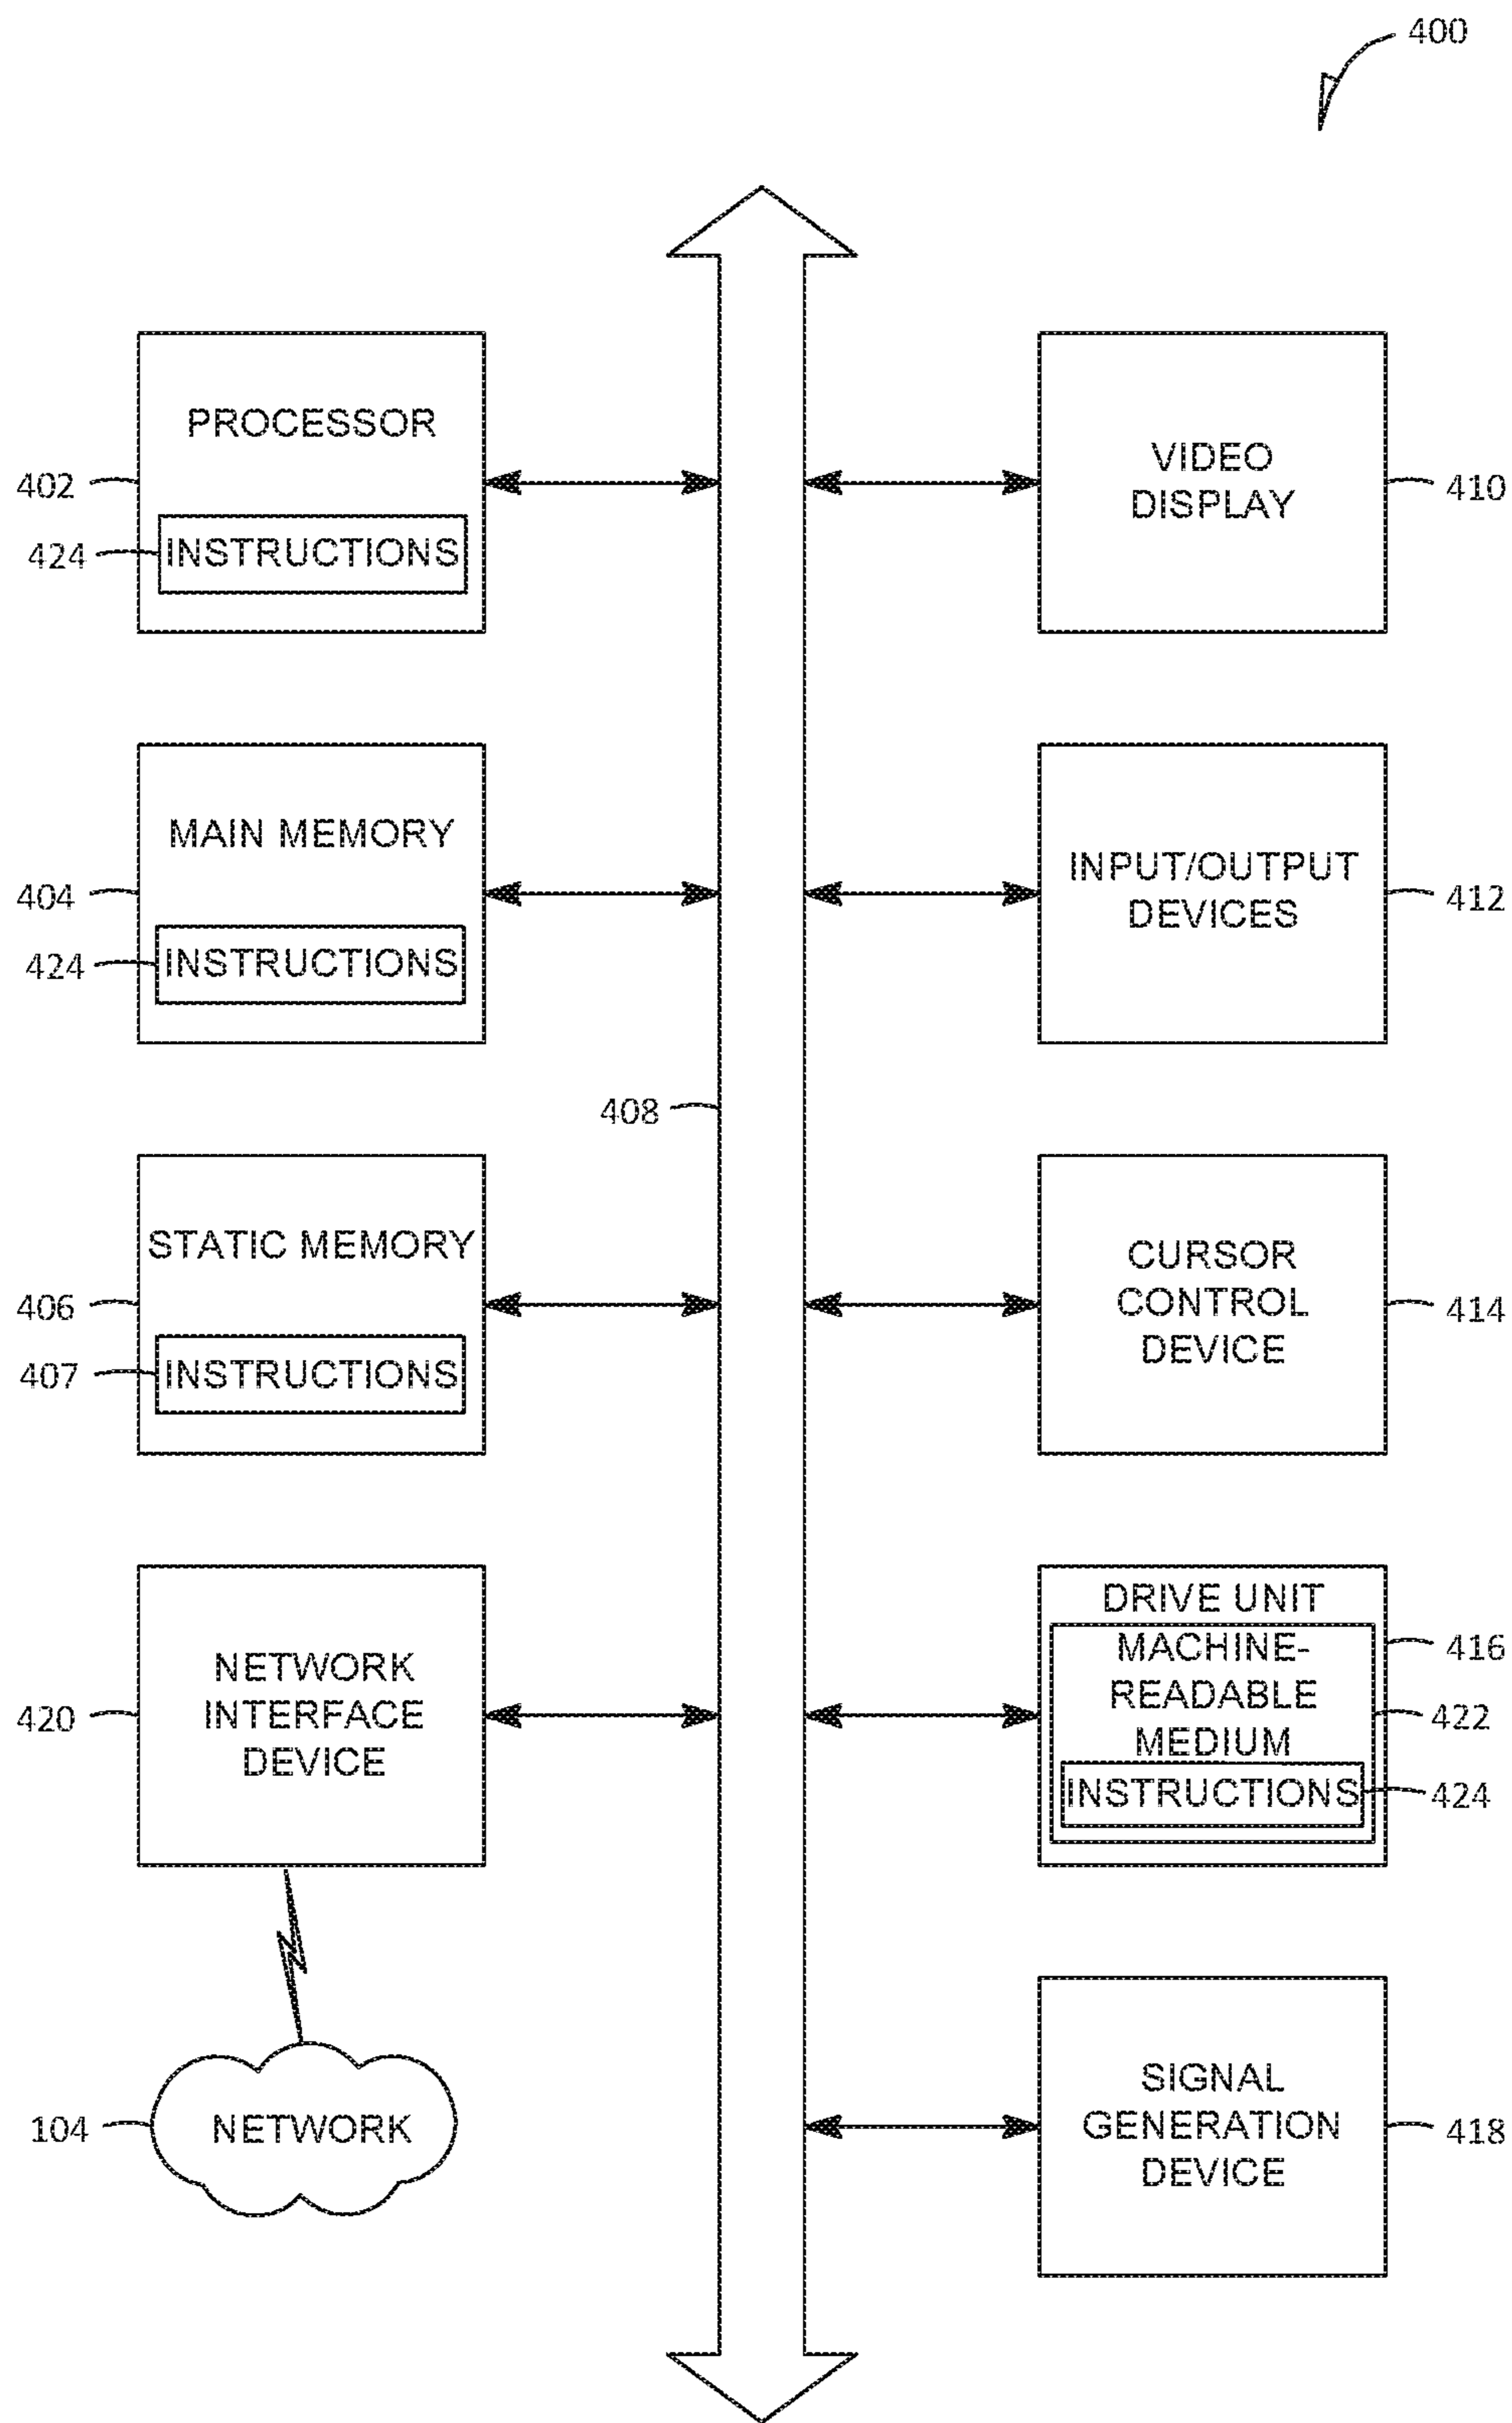 400
PROCESSOR
402
424
INSTRUCTIONS
VIDEO
DISPLAY
410
MAIN MEMORY
404
424
INSTRUCTIONS
INPUT/OUTPUT
DEVICES
412
408
STATIC MEMORY
406
407
INSTRUCTIONS
CURSOR
CONTROL
DEVICE
414
NETWORK
INTERFACE
DEVICE
420
DRIVE UNIT
416
MACHINE-
READABLE
MEDIUM
422
INSTRUCTIONS
424
104
NETWORK
SIGNAL
GENERATION
DEVICE
418